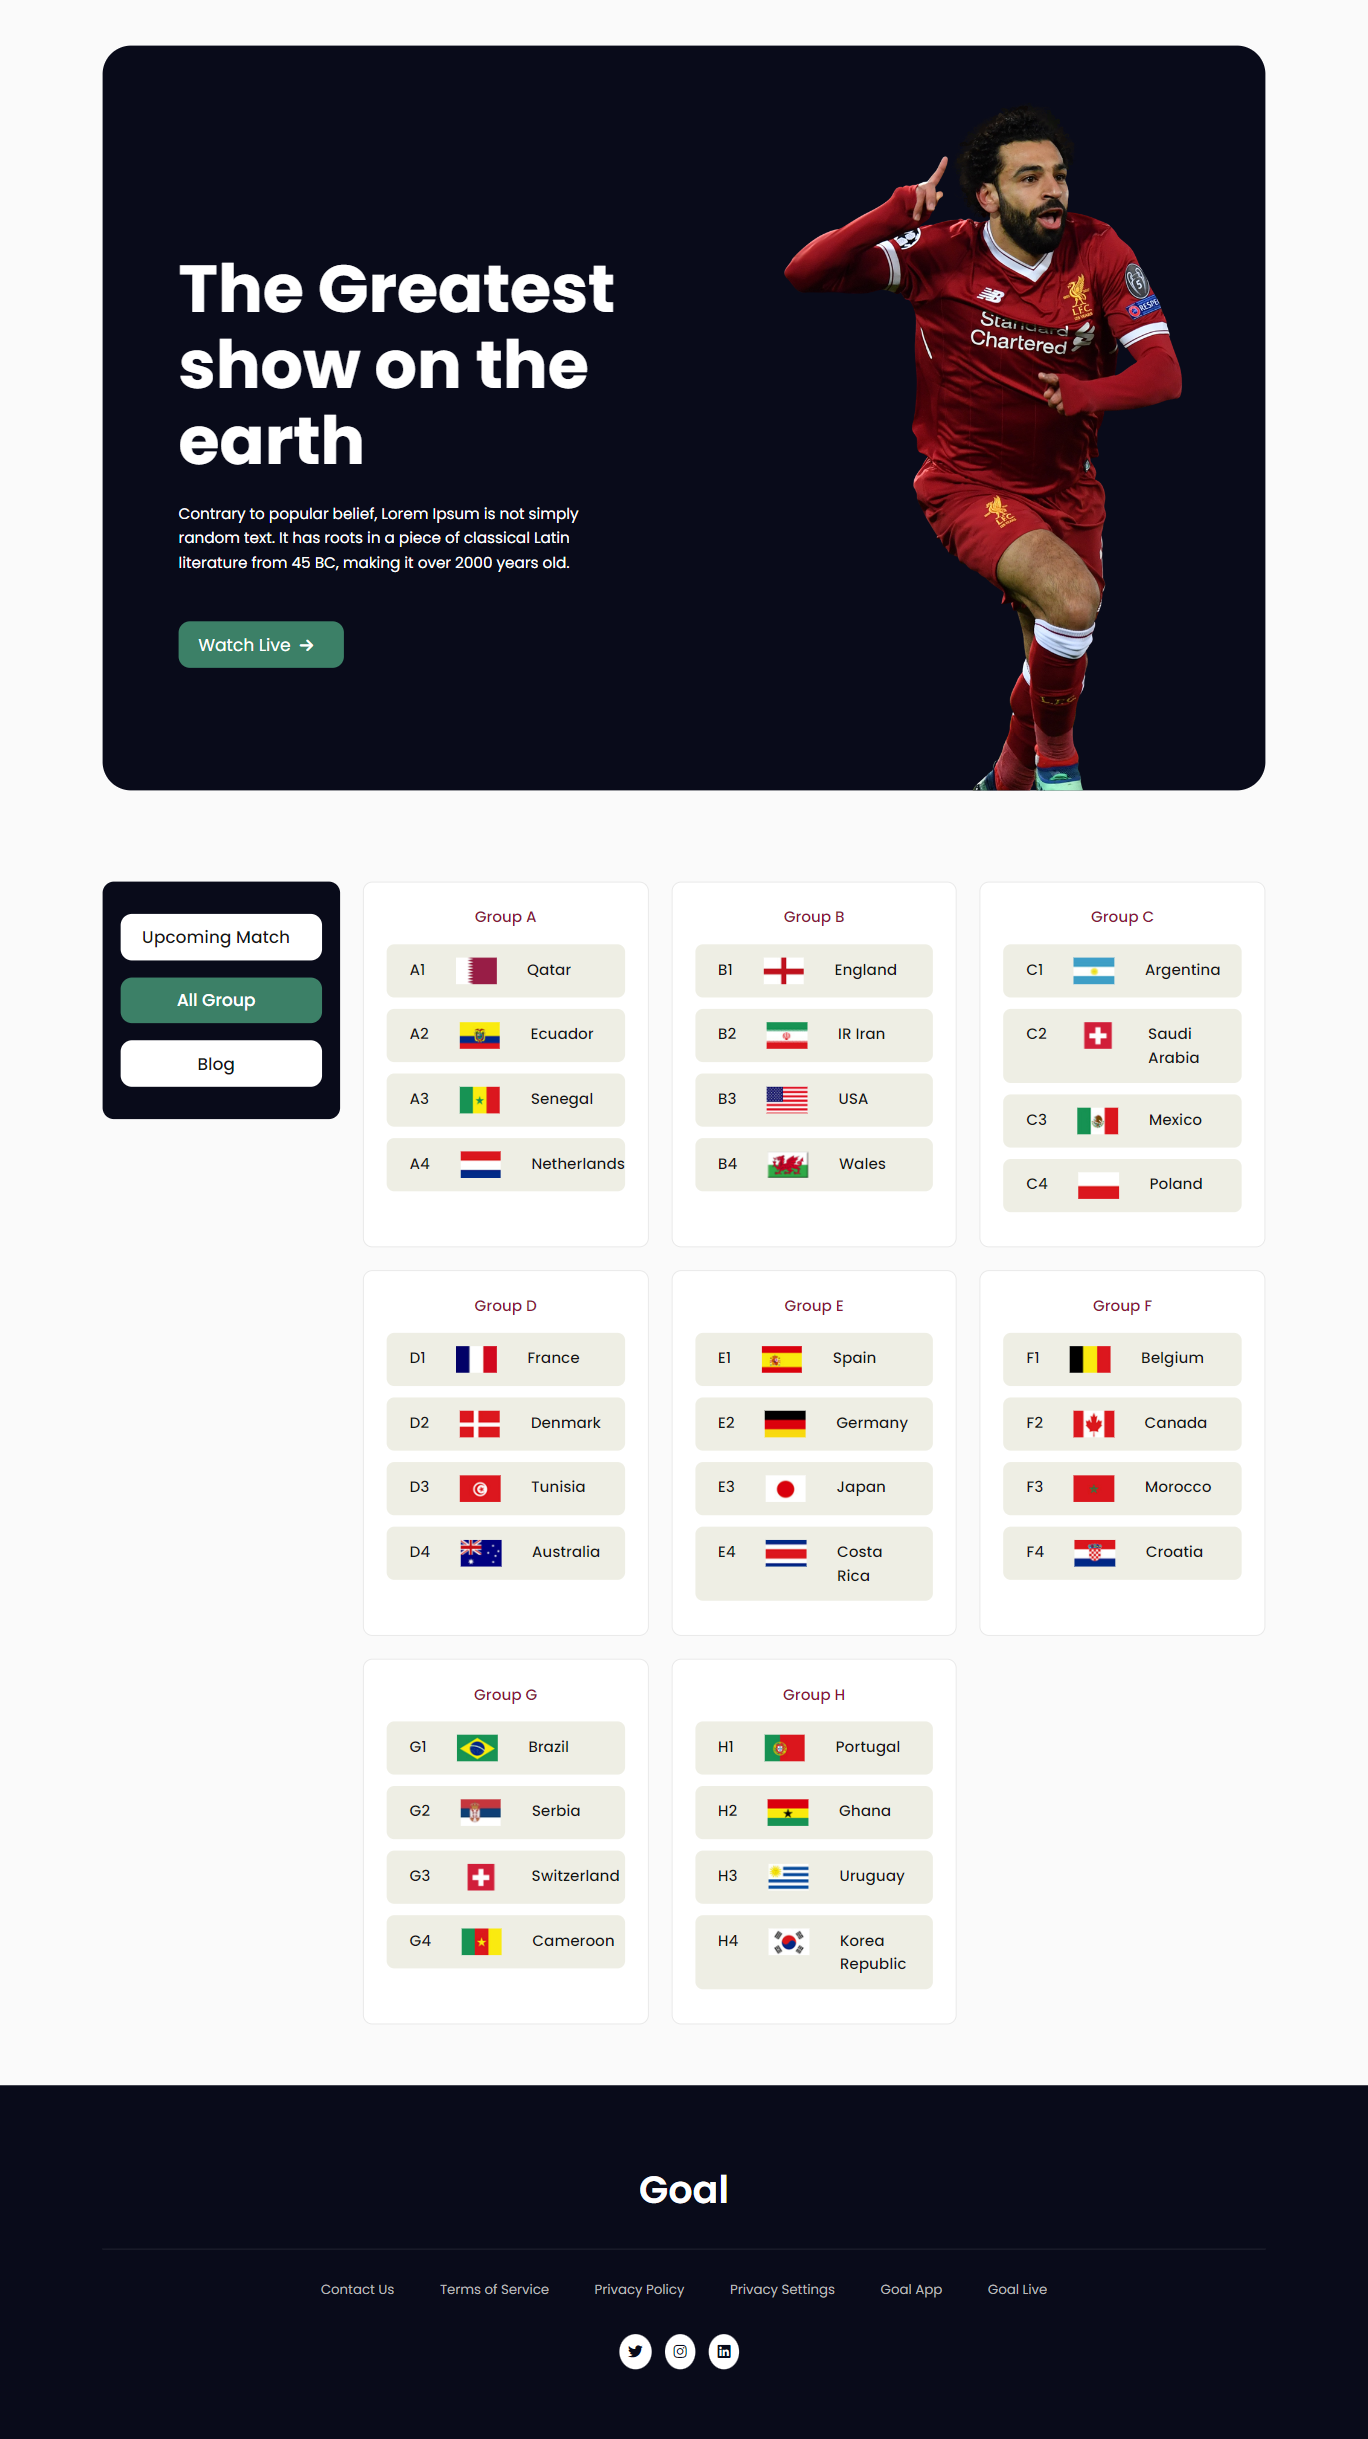 The Greatest
show on the
earth
Contrary to popular belief, Lorem Ipsum is not simply
random text. It has roots in a piece of classical Latin
literature from 45 BC, making it over 2000 years old.
Watch Live
Standard
Chartered
L.F.C.
RESPE
5
L.F.C.
L.F.C
Upcoming Match
All Group
Blog
Group A
A1 Qatar
A2 Ecuador
A3 Senegal
A4 Netherlands
Group B
B1 England
B2 IR Iran
B3 USA
B4 Wales
Group C
C1 Argentina
C2 Saudi
Arabia
C3 Mexico
C4 Poland
Group D
D1 France
D2 Denmark
D3 Tunisia
D4 Australia
Group E
E1 Spain
E2 Germany
E3 Japan
E4 Costa
Rica
Group F
F1 Belgium
F2 Canada
F3 Morocco
F4 Croatia
Group G
G1 Brazil
G2 Serbia
G3 Switzerland
G4 Cameroon
Group H
H1 Portugal
H2 Ghana
H3 Uruguay
H4 Korea
Republic
Goal
Contact Us Terms of Service Privacy Policy Privacy Settings Goal App Goal Live